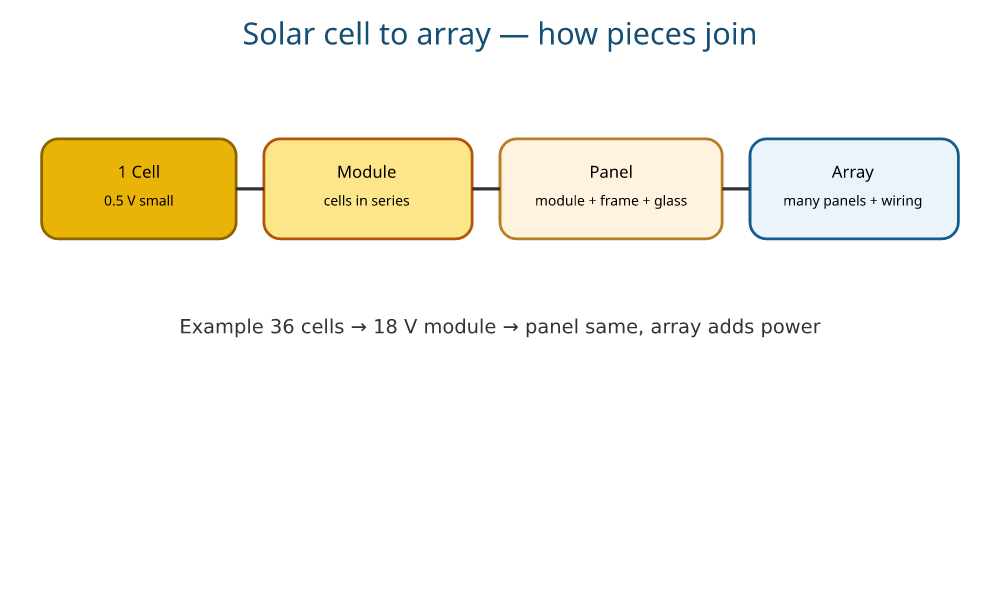 Solar cell to array — how pieces join
1 Cell
0.5 V small
Module
cells in series
Panel
module + frame + glass
Array
many panels + wiring
Example 36 cells → 18 V module → panel same, array adds power